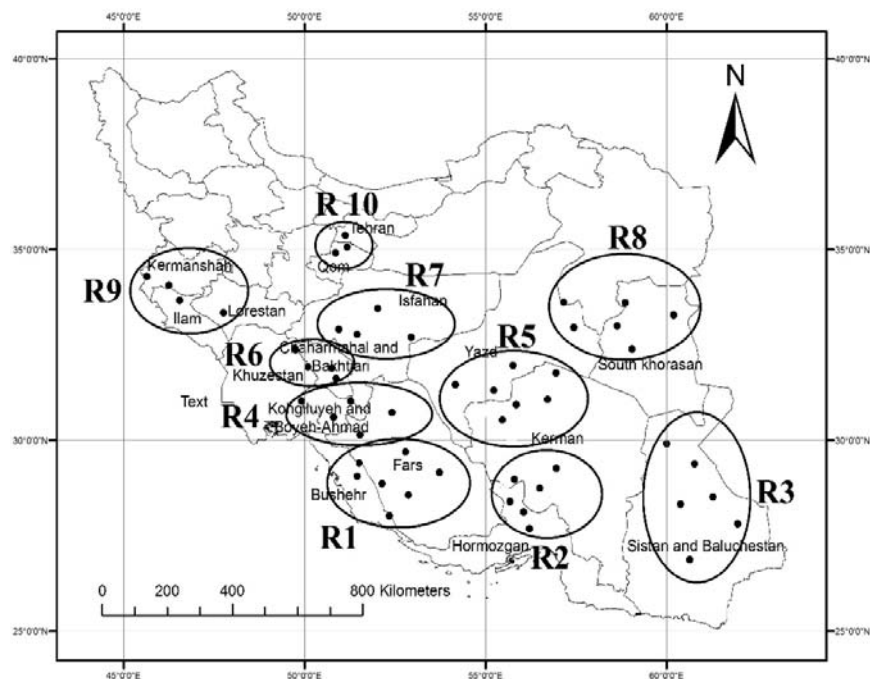 45°0'0"E 50°0'0"E 55°0'0"E 60°0'0"E
40°0'0"N 40°0'0"N
N
R 10
Tehran
35°0'0"N 35°0'0"N
Qom
R8
R9
Kermanshah
R7
Isfahan
Lorestan
Ilam
Chaharmahal and
Bakhtiari
R6
Khuzestan
R5
Yazd
South khorasan
Text
R4
Kohgiluyeh and
Boyeh-Ahmad
30°0'0"N 30°0'0"N
Kerman
Fars
Bushehr
R3
R1
R2
Hormozgan
Sistan and Baluchestan
0 200 400 800 Kilometers
25°0'0"N 25°0'0"N
45°0'0"E 50°0'0"E 55°0'0"E 60°0'0"E